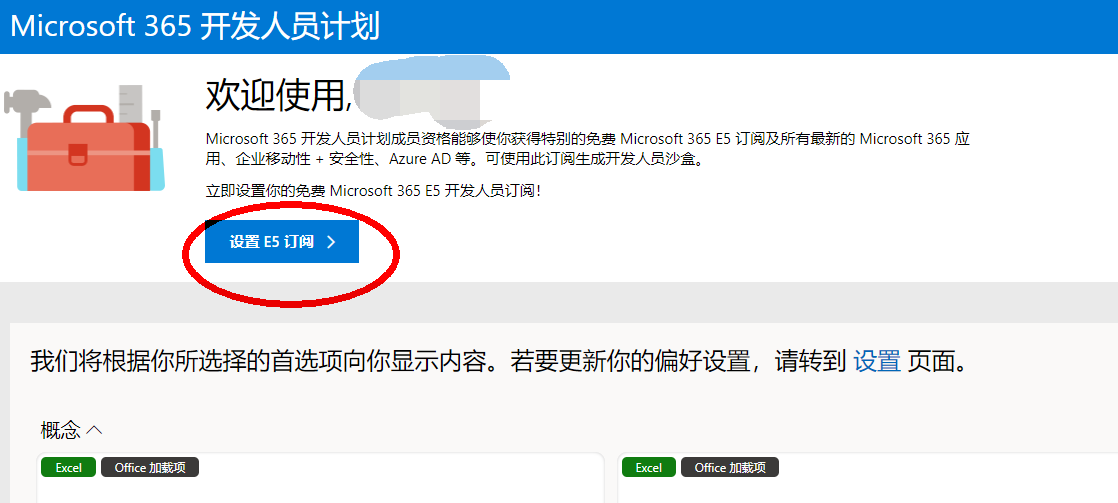 Microsoft 365 开发人员计划
欢迎使用,
Microsoft 365 开发人员计划成员资格能够使你获得特别的免费 Microsoft 365 E5 订阅及所有最新的 Microsoft 365 应
用、企业移动性 + 安全性、Azure AD 等。可使用此订阅生成开发人员沙盒。
立即设置你的免费 Microsoft 365 E5 开发人员订阅!
设置 E5 订阅
我们将根据你所选择的首选项向你显示内容。若要更新你的偏好设置，请转到 设置 页面。
概念
Excel Office 加载项 Excel Office 加载项